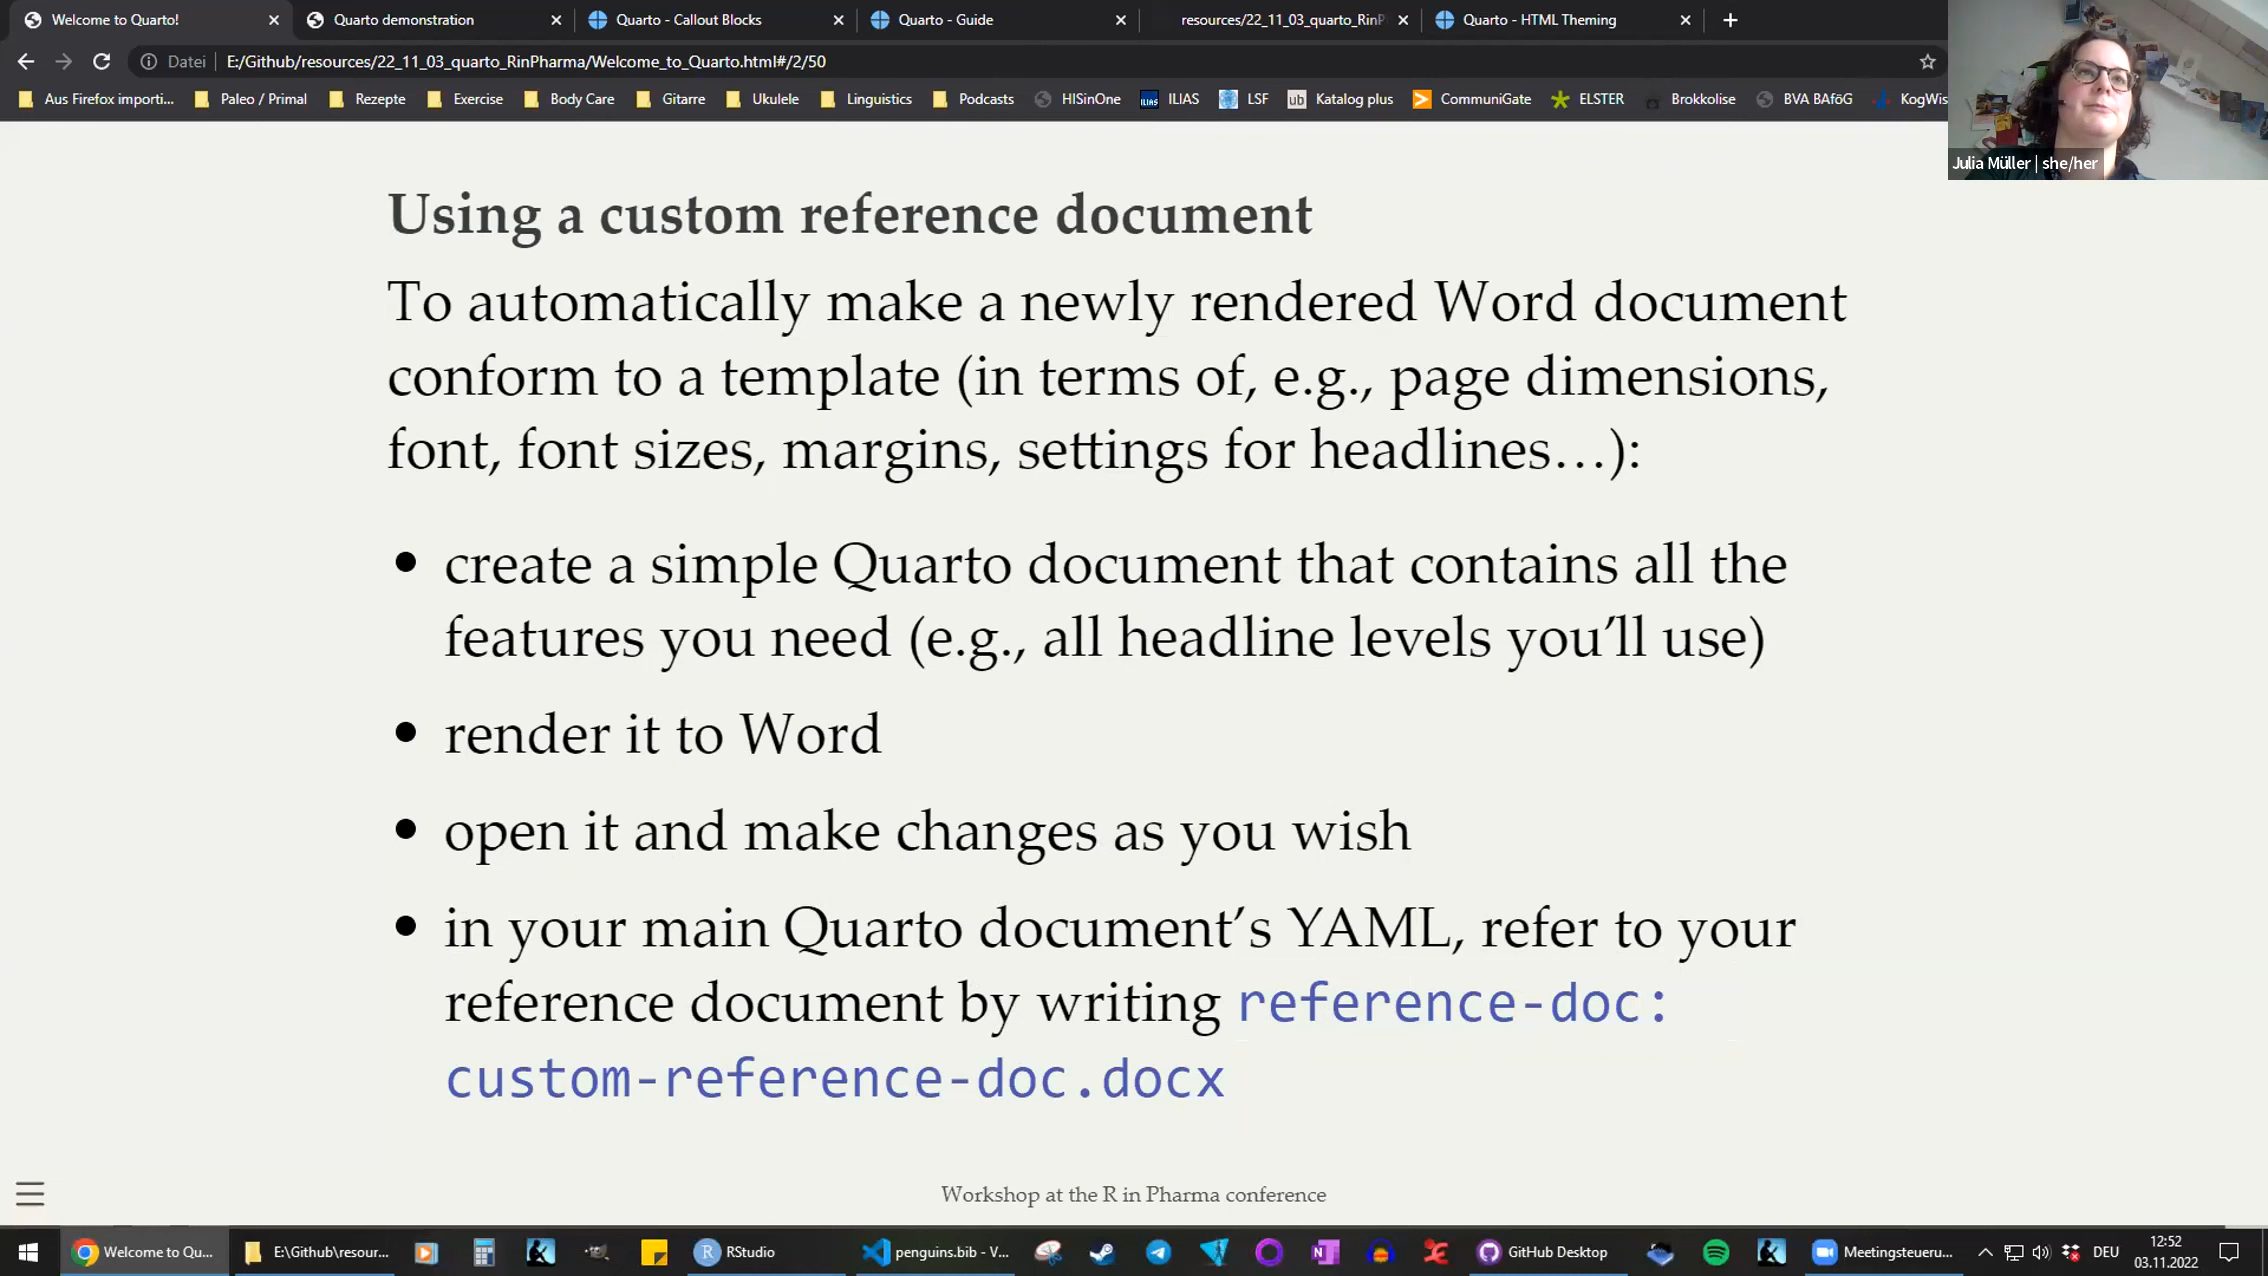 Welcome to Quarto!
Quarto demonstration
Quarto - Callout Blocks
Quarto - Guide
resources/22_11_03_quarto_RinP
Quarto - HTML Theming
Datei
E:/Github/resources/22_11_03_quarto_RinPharma/Welcome_to_Quarto.html#/2/50
Aus Firefox importi...
Paleo / Primal
Rezepte
Exercise
Body Care
Gitarre
Ukulele
Linguistics
Podcasts
HISinOne
ILIAS
ILIAS
LSF
ub
Katalog plus
CommuniGate
ELSTER
Brokkolise
BVA BAföG
KogWis
Julia Müller | she/her
Using a custom reference document
To automatically make a newly rendered Word document
conform to a template (in terms of, e.g., page dimensions,
font, font sizes, margins, settings for headlines…):
• create a simple Quarto document that contains all the
features you need (e.g., all headline levels you’ll use)
• render it to Word
• open it and make changes as you wish
• in your main Quarto document’s YAML, refer to your
reference document by writing reference-doc:
custom-reference-doc.docx
Workshop at the R in Pharma conference
Welcome to Qu...
E:\Github\resour...
R
RStudio
penguins.bib - V...
N
GitHub Desktop
Meetingsteueru...
DEU
12:52
03.11.2022